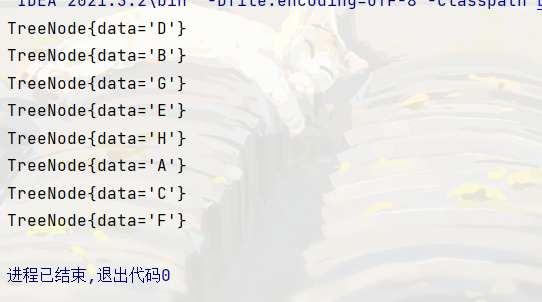 IDEA 2021.3.2\bin" -Dfile.encoding=UTF-8 -classpath
TreeNode{data='D'}
TreeNode{data='B'}
TreeNode{data='G'}
TreeNode{data='E'}
TreeNode{data='H'}
TreeNode{data='A'}
TreeNode{data='C'}
TreeNode{data='F'}
进程已结束,退出代码0